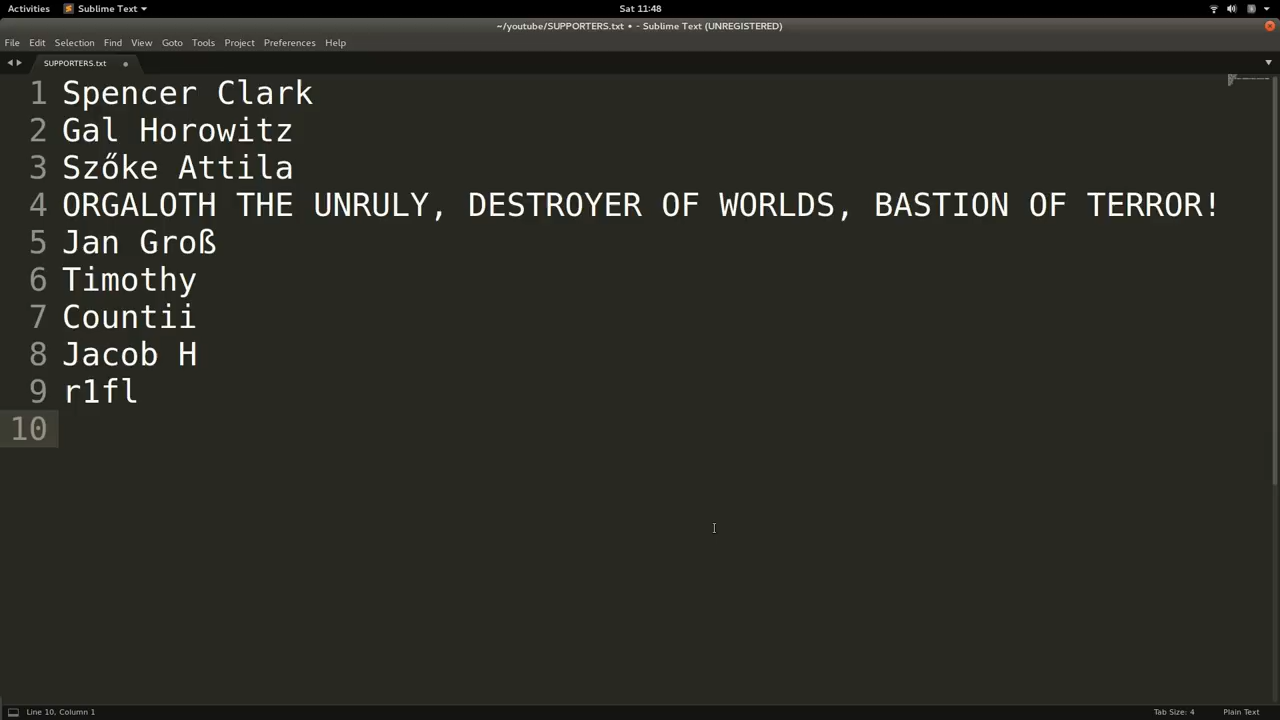 Activities Sublime Text Sat 11:48
~/youtube/SUPPORTERS.txt • - Sublime Text (UNREGISTERED)
File Edit Selection Find View Goto Tools Project Preferences Help
SUPPORTERS.txt
1 Spencer Clark
2 Gal Horowitz
3 Szőke Attila
4 ORGALOTH THE UNRULY, DESTROYER OF WORLDS, BASTION OF TERROR!
5 Jan Groß
6 Timothy
7 Countii
8 Jacob H
9 r1fl
10
Line 10, Column 1 Tab Size: 4 Plain Text